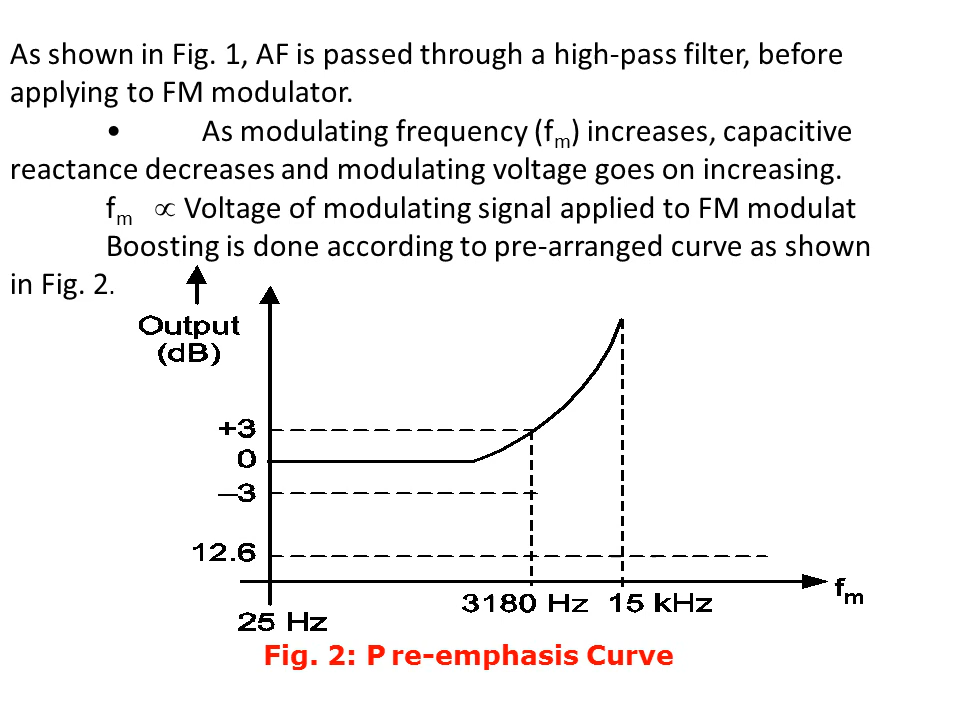 As shown in Fig. 1, AF is passed through a high-pass filter, before
applying to FM modulator.
• As modulating frequency (fm) increases, capacitive
reactance decreases and modulating voltage goes on increasing.
fm ∝ Voltage of modulating signal applied to FM modulat
Boosting is done according to pre-arranged curve as shown
in Fig. 2.
Output
(dB)
+3
0
–3
12.6
fm
3180 Hz 15 kHz
25 Hz
Fig. 2: P re-emphasis Curve